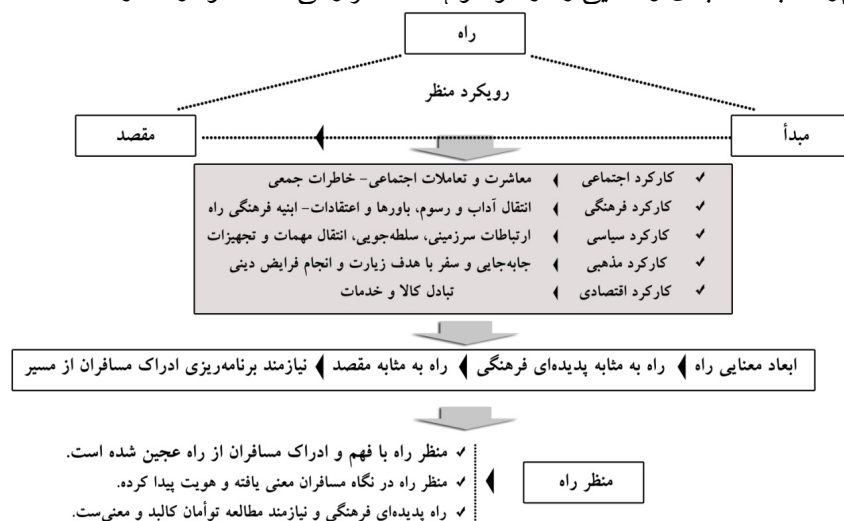 راه
رویکرد منظر
مبدأ
مقصد
✓ کارکرد اجتماعی ⟧ معاشرت و تعاملات اجتماعی- خاطرات جمعی
✓ کارکرد فرهنگی ⟧ انتقال آداب و رسوم، باورها و اعتقادات- ابنیه فرهنگی راه
✓ کارکرد سیاسی ⟧ ارتباطات سرزمینی، سلطه‌جویی، انتقال مهمات و تجهیزات
✓ کارکرد مذهبی ⟧ جابه‌جایی و سفر با هدف زیارت و انجام فرایض دینی
✓ کارکرد اقتصادی ⟧ تبادل کالا و خدمات
ابعاد معنایی راه ⟧ راه به مثابه پدیده‌ای فرهنگی ⟧ راه به مثابه مقصد ⟧ نیازمند برنامه‌ریزی ادراک مسافران از مسیر
منظر راه
✓ منظر راه با فهم و ادراک مسافران از راه عجین شده است.
✓ منظر راه در نگاه مسافران معنی یافته و هویت پیدا کرده.
✓ راه پدیده‌ای فرهنگی و نیازمند مطالعه توأمان کالبد و معنی‌ست.